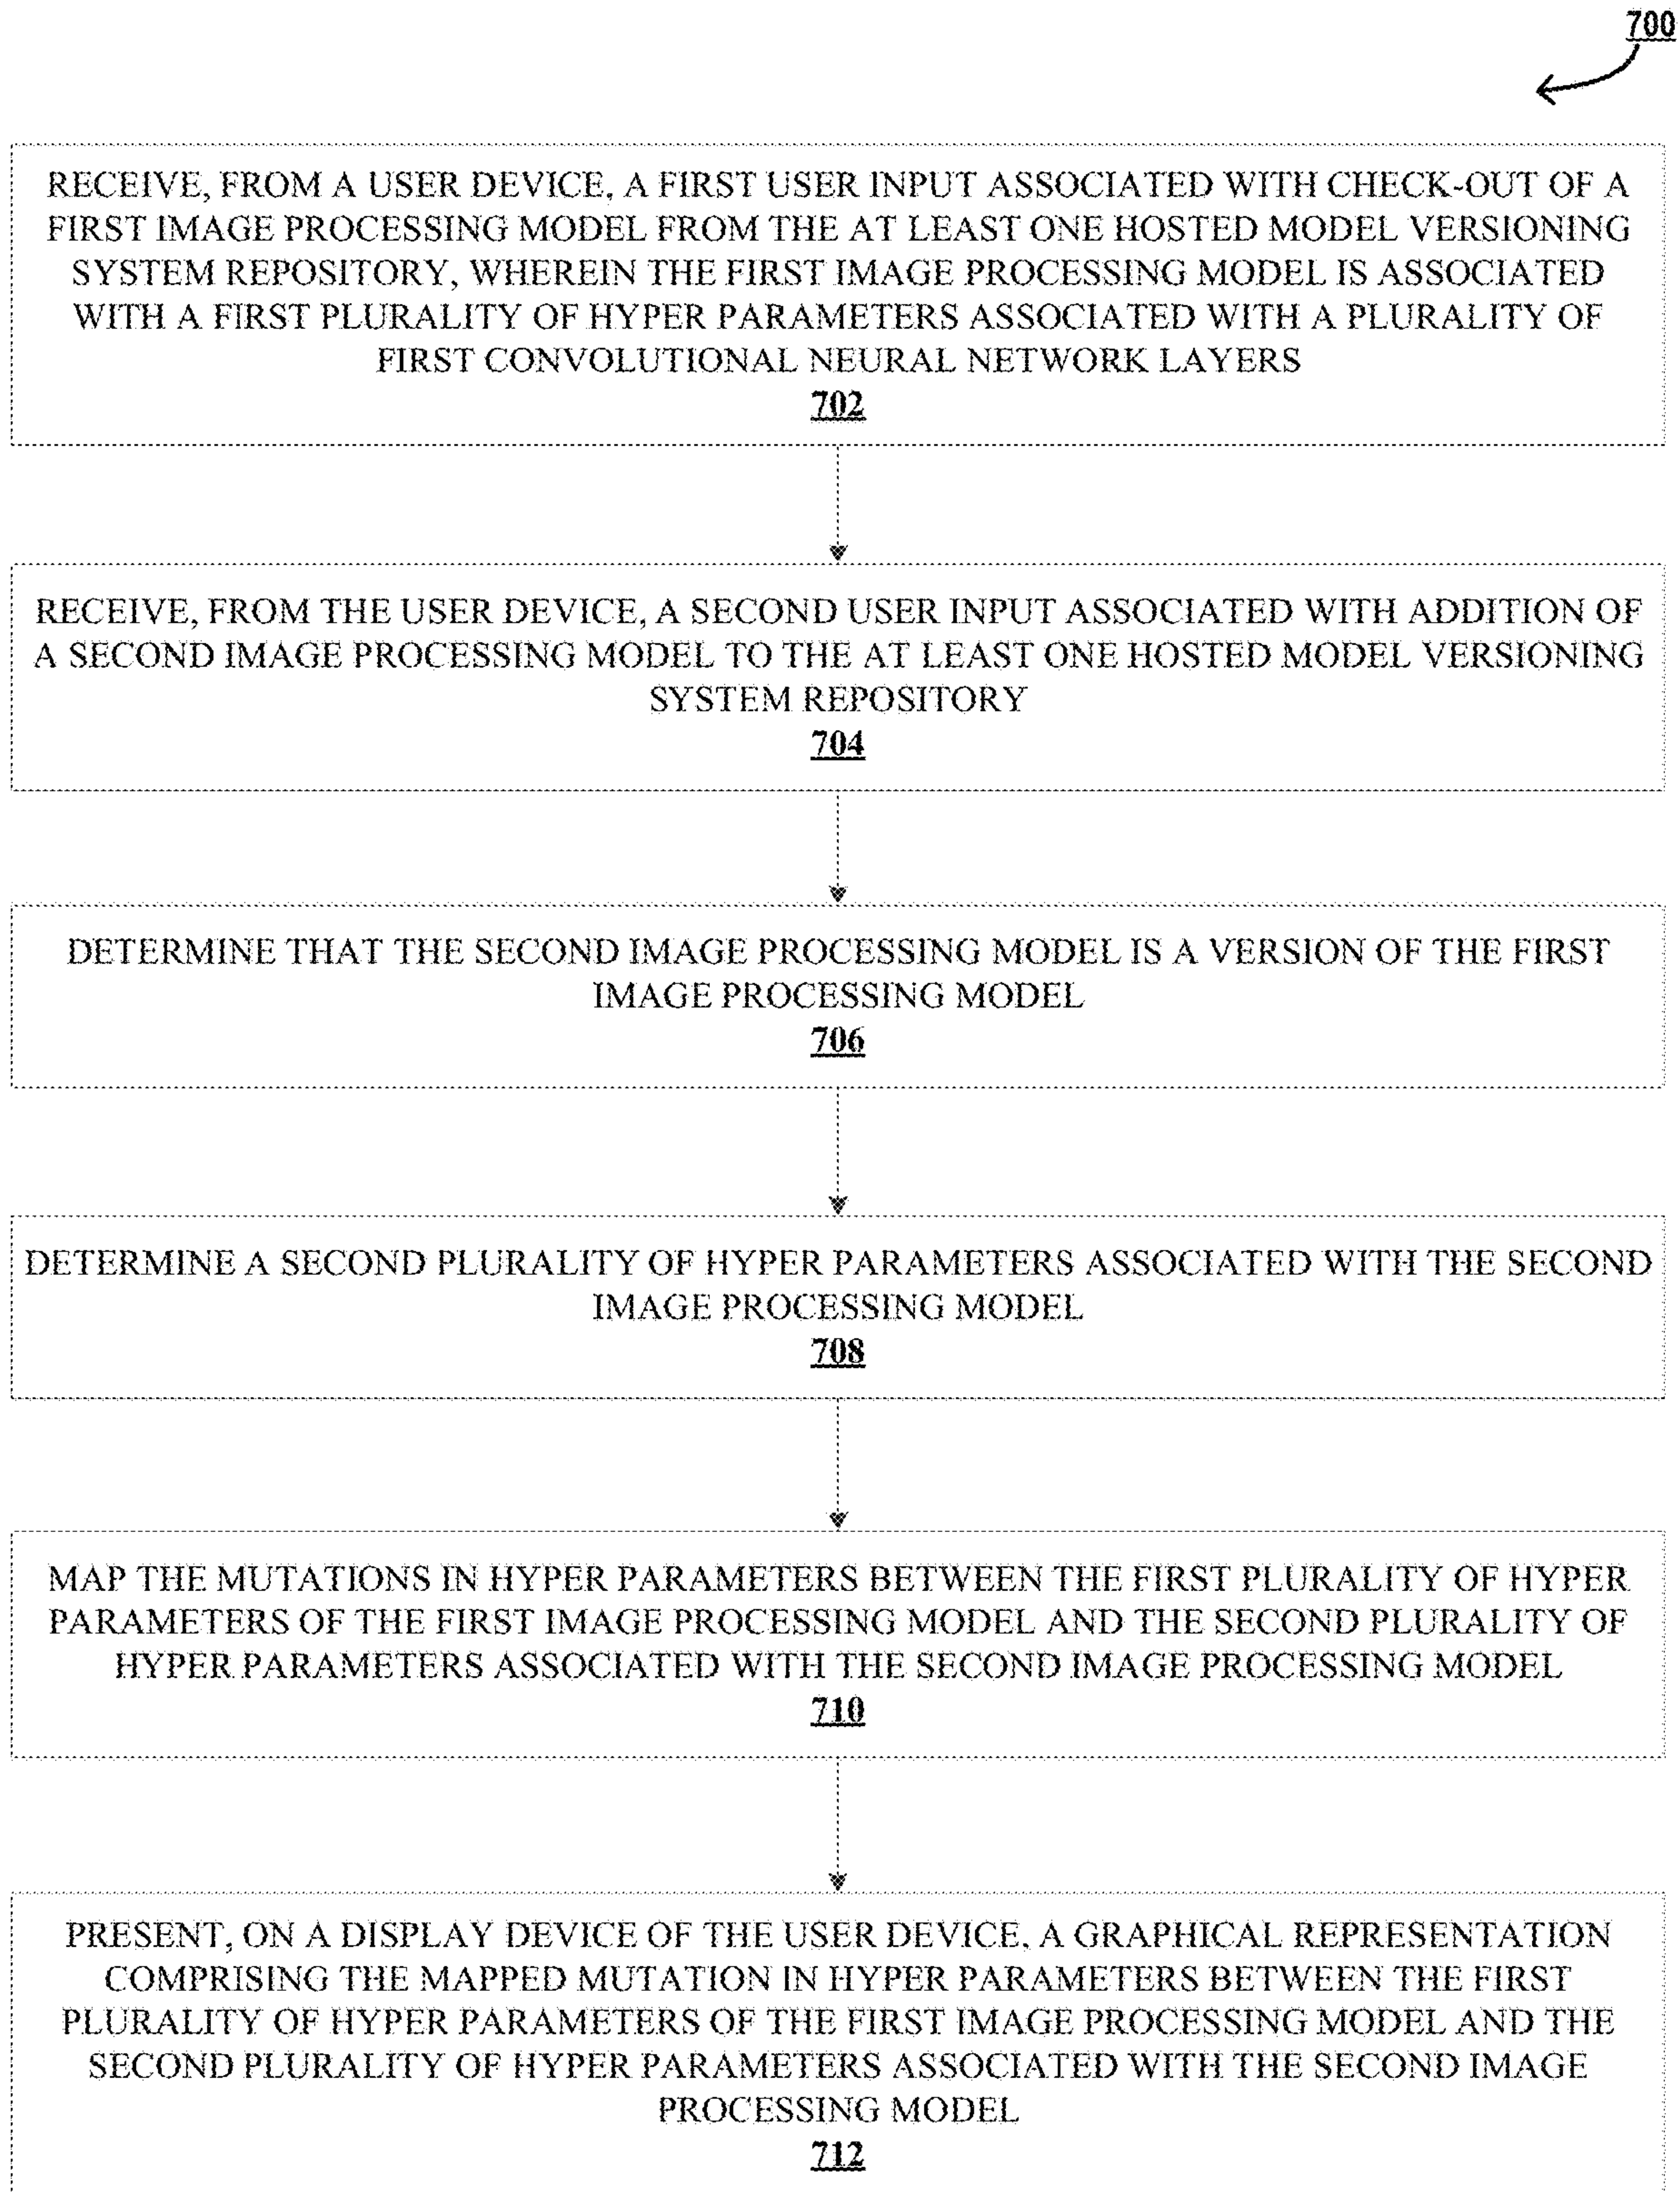 700
RECEIVE, FROM A USER DEVICE, A FIRST USER INPUT ASSOCIATED WITH CHECK-OUT OF A
FIRST IMAGE PROCESSING MODEL FROM THE AT LEAST ONE HOSTED MODEL VERSIONING
SYSTEM REPOSITORY, WHEREIN THE FIRST IMAGE PROCESSING MODEL IS ASSOCIATED
WITH A FIRST PLURALITY OF HYPER PARAMETERS ASSOCIATED WITH A PLURALITY OF
FIRST CONVOLUTIONAL NEURAL NETWORK LAYERS
702
RECEIVE, FROM THE USER DEVICE, A SECOND USER INPUT ASSOCIATED WITH ADDITION OF
A SECOND IMAGE PROCESSING MODEL TO THE AT LEAST ONE HOSTED MODEL VERSIONING
SYSTEM REPOSITORY
704
DETERMINE THAT THE SECOND IMAGE PROCESSING MODEL IS A VERSION OF THE FIRST
IMAGE PROCESSING MODEL
706
DETERMINE A SECOND PLURALITY OF HYPER PARAMETERS ASSOCIATED WITH THE SECOND
IMAGE PROCESSING MODEL
708
MAP THE MUTATIONS IN HYPER PARAMETERS BETWEEN THE FIRST PLURALITY OF HYPER
PARAMETERS OF THE FIRST IMAGE PROCESSING MODEL AND THE SECOND PLURALITY OF
HYPER PARAMETERS ASSOCIATED WITH THE SECOND IMAGE PROCESSING MODEL
710
PRESENT, ON A DISPLAY DEVICE OF THE USER DEVICE, A GRAPHICAL REPRESENTATION
COMPRISING THE MAPPED MUTATION IN HYPER PARAMETERS BETWEEN THE FIRST
PLURALITY OF HYPER PARAMETERS OF THE FIRST IMAGE PROCESSING MODEL AND THE
SECOND PLURALITY OF HYPER PARAMETERS ASSOCIATED WITH THE SECOND IMAGE
PROCESSING MODEL
712